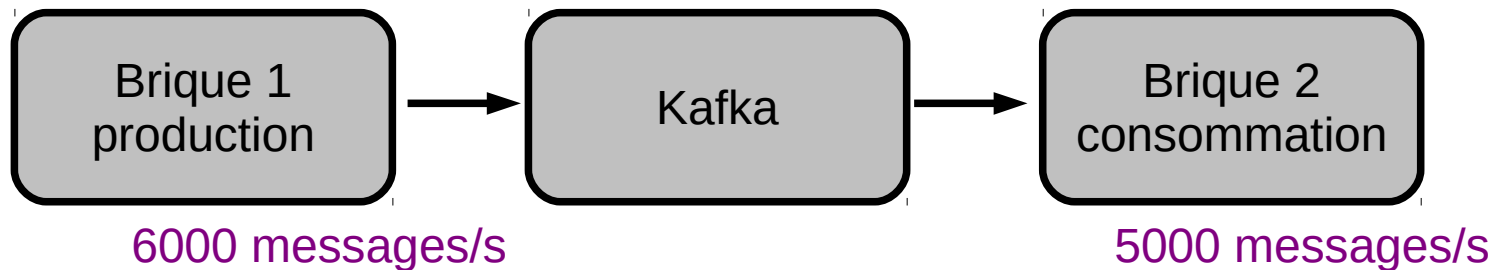 Brique 1
production
Kafka
Brique 2
consommation
6000 messages/s
5000 messages/s